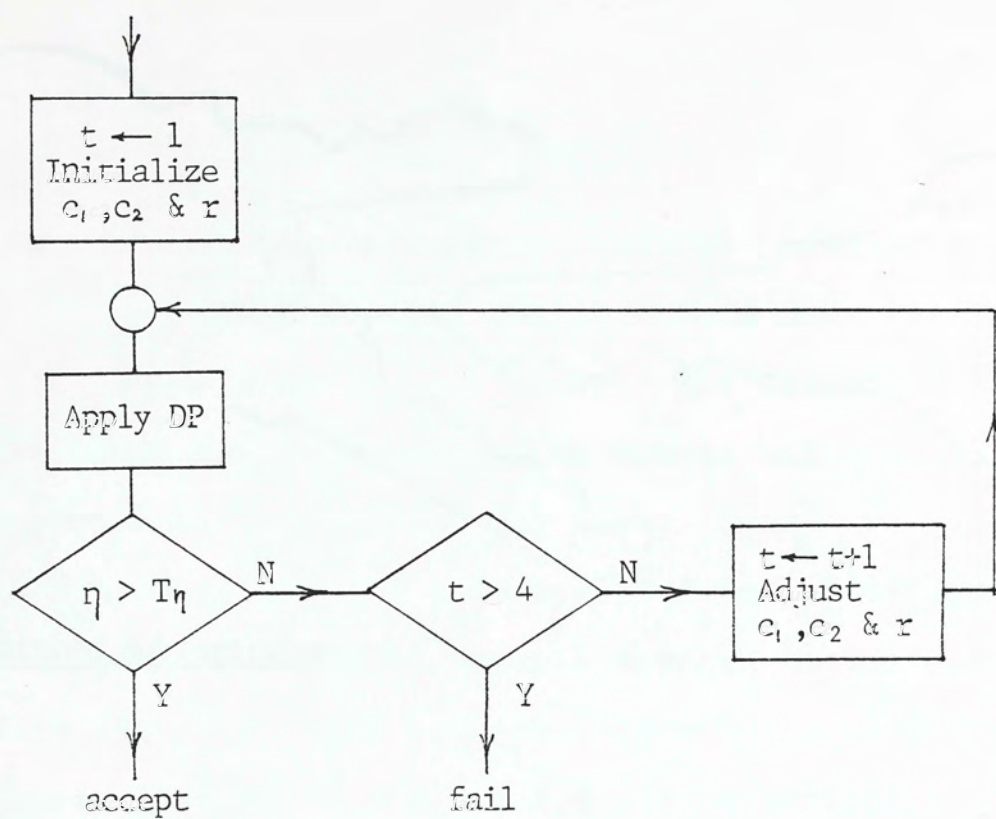 t ← 1
Initialize
c₁,c₂ & r
Apply DP
η > Tη
N
Y
accept
t > 4
N
Y
fail
t ← t+1
Adjust
c₁,c₂ & r